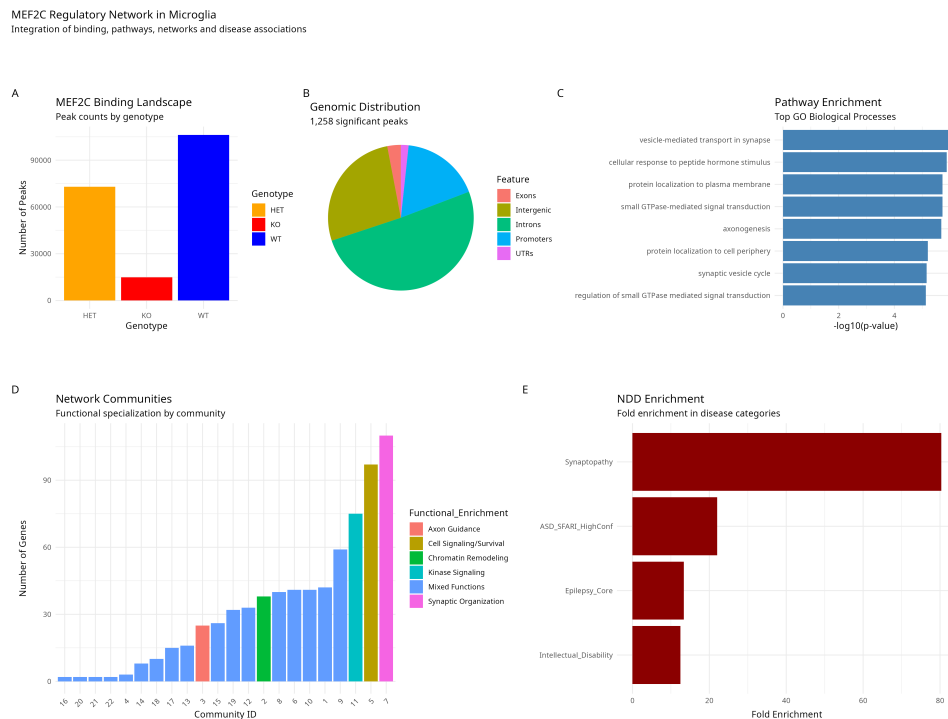 MEF2C Regulatory Network in Microglia
Integration of binding, pathways, networks and disease associations
A
MEF2C Binding Landscape
Peak counts by genotype
Number of Peaks
90000
60000
30000
0
HET
KO
WT
Genotype
Genotype
HET
KO
WT
B
Genomic Distribution
1,258 significant peaks
Feature
Exons
Intergenic
Introns
Promoters
UTRs
C
Pathway Enrichment
Top GO Biological Processes
vesicle-mediated transport in synapse
cellular response to peptide hormone stimulus
protein localization to plasma membrane
small GTPase-mediated signal transduction
axonogenesis
protein localization to cell periphery
synaptic vesicle cycle
regulation of small GTPase mediated signal transduction
0
2
4
-log10(p-value)
D
Network Communities
Functional specialization by community
Number of Genes
90
60
30
0
16
20
21
22
4
14
18
17
13
3
15
19
12
2
8
6
10
1
9
11
5
7
Community ID
Functional_Enrichment
Axon Guidance
Cell Signaling/Survival
Chromatin Remodeling
Kinase Signaling
Mixed Functions
Synaptic Organization
E
NDD Enrichment
Fold enrichment in disease categories
Synaptopathy
ASD_SFARI_HighConf
Epilepsy_Core
Intellectual_Disability
0
20
40
60
80
Fold Enrichment